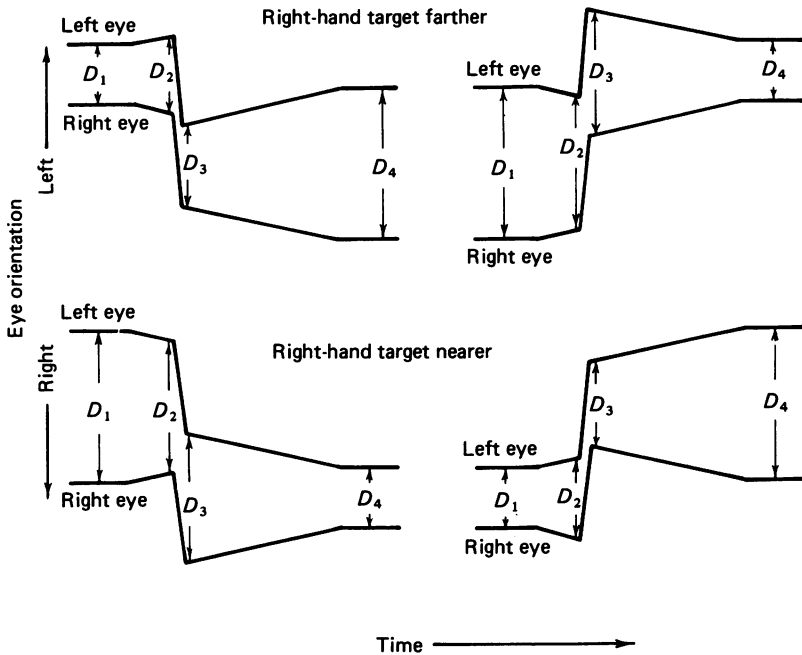 Right-hand target farther
Left eye
D1
D2
Right eye
D3
D4
Left eye
D1
D2
Right eye
D3
D4
Eye orientation
Left
Right
Right-hand target nearer
Left eye
D1
D2
Right eye
D3
D4
Left eye
D1
D2
Right eye
D3
D4
Time